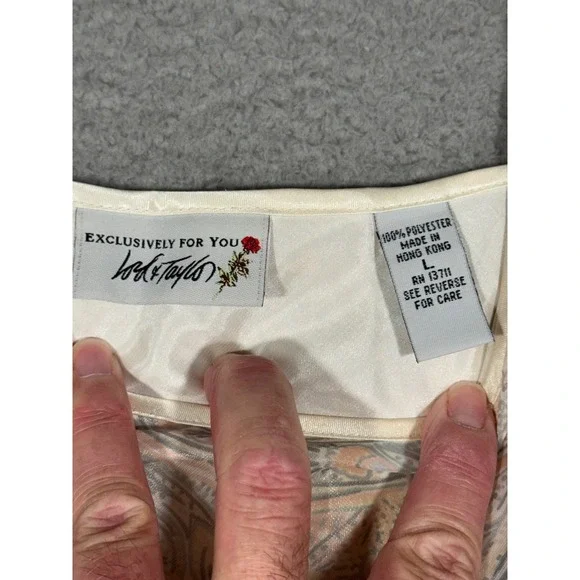 EXCLUSIVELY FOR YOU
Lord & Taylor
100% POLYESTER
MADE IN
HONG KONG
L
RN 13711
SEE REVERSE
FOR CARE